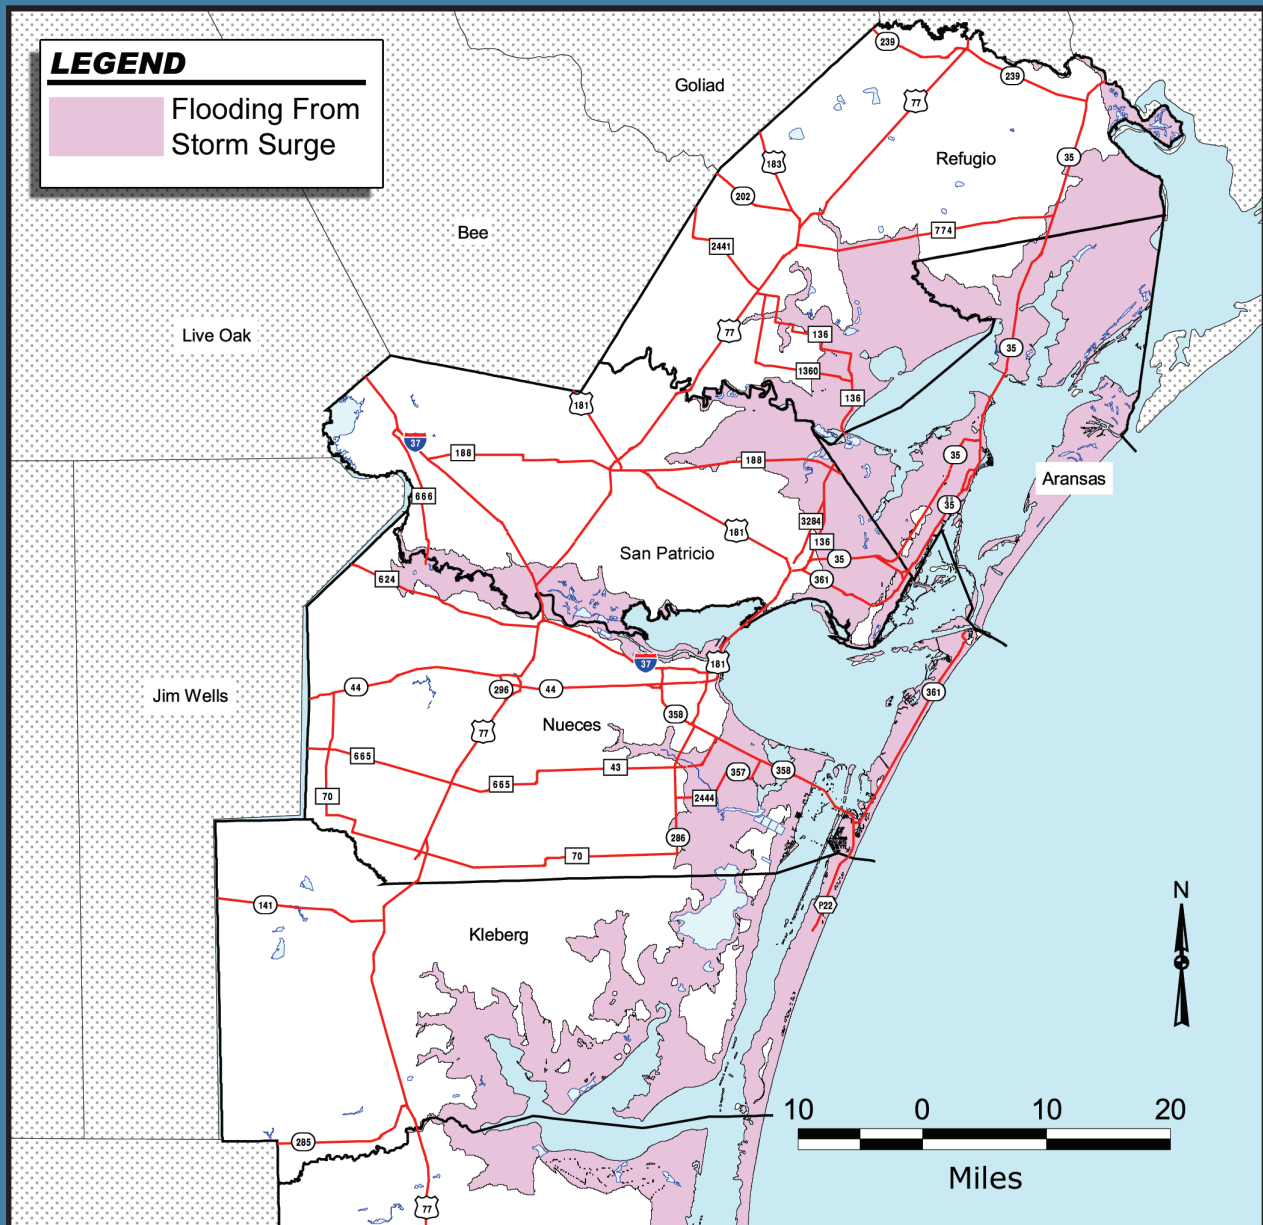 LEGEND
Flooding From
Storm Surge
239
Goliad
239
77
183
Refugio
35
202
Bee
774
2441
Live Oak
77
136
35
1360
136
181
37
188
188
35
Aransas
666
35
3284
181
136
San Patricio
35
624
361
37
181
Jim Wells
44
296
44
361
358
Nueces
77
665
43
357
358
665
70
2444
286
70
N
141
P22
Kleberg
10 0 10 20
285
Miles
77